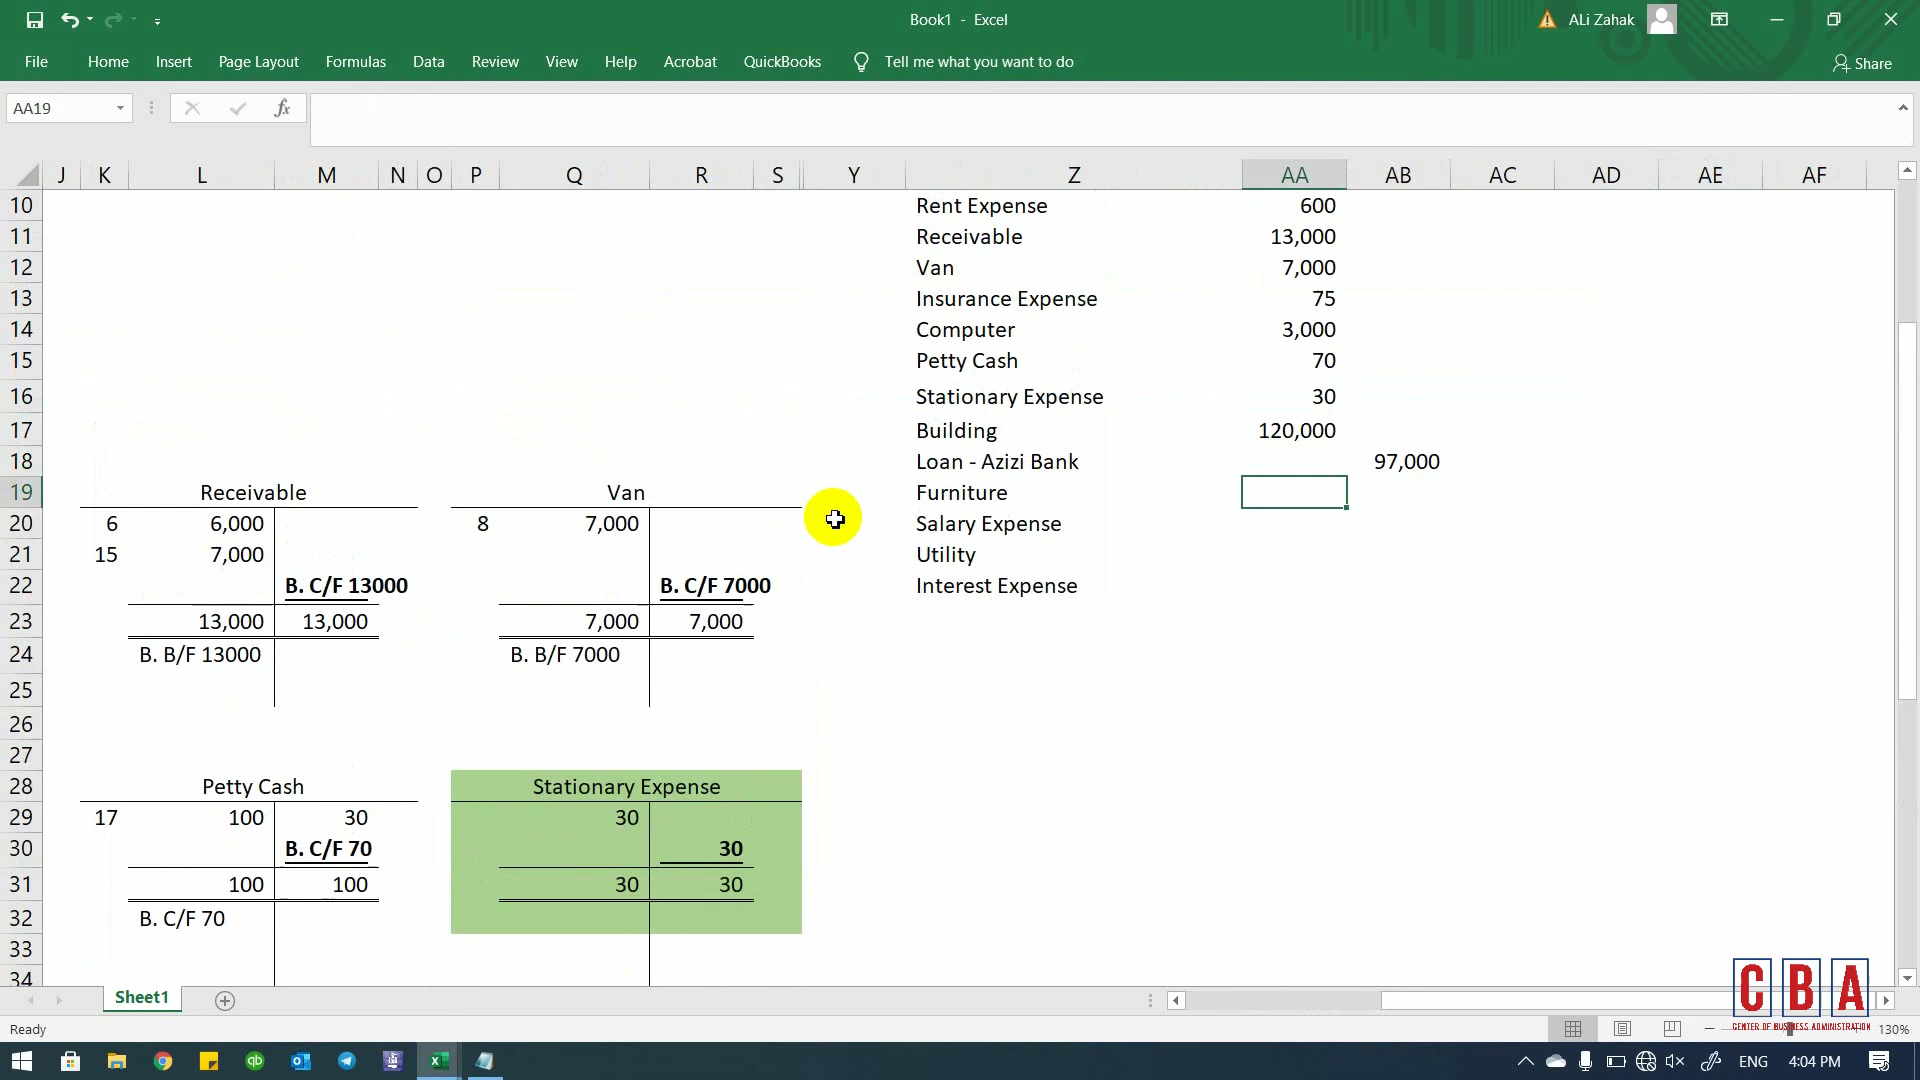 Book1 - Excel
ALi Zahak
File Home Insert Page Layout Formulas Data Review View Help Acrobat QuickBooks Tell me what you want to do Share
AA19 fx
J K L M N O P Q R S Y Z AA AB AC AD AE AF
10 Rent Expense 600
11 Receivable 13,000
12 Van 7,000
13 Insurance Expense 75
14 Computer 3,000
15 Petty Cash 70
16 Stationary Expense 30
17 Building 120,000
18 Loan - Azizi Bank 97,000
19 Receivable Van Furniture
20 6 6,000 8 7,000 Salary Expense
21 15 7,000 Utility
22 B. C/F 13000 B. C/F 7000 Interest Expense
23 13,000 13,000 7,000 7,000
24 B. B/F 13000 B. B/F 7000
25
26
27
28 Petty Cash Stationary Expense
29 17 100 30 30
30 B. C/F 70 30
31 100 100 30 30
32 B. C/F 70
33
34
CBA
CENTER OF BUSINESS ADMINISTRATION
Sheet1
Ready 130%
ENG 4:04 PM